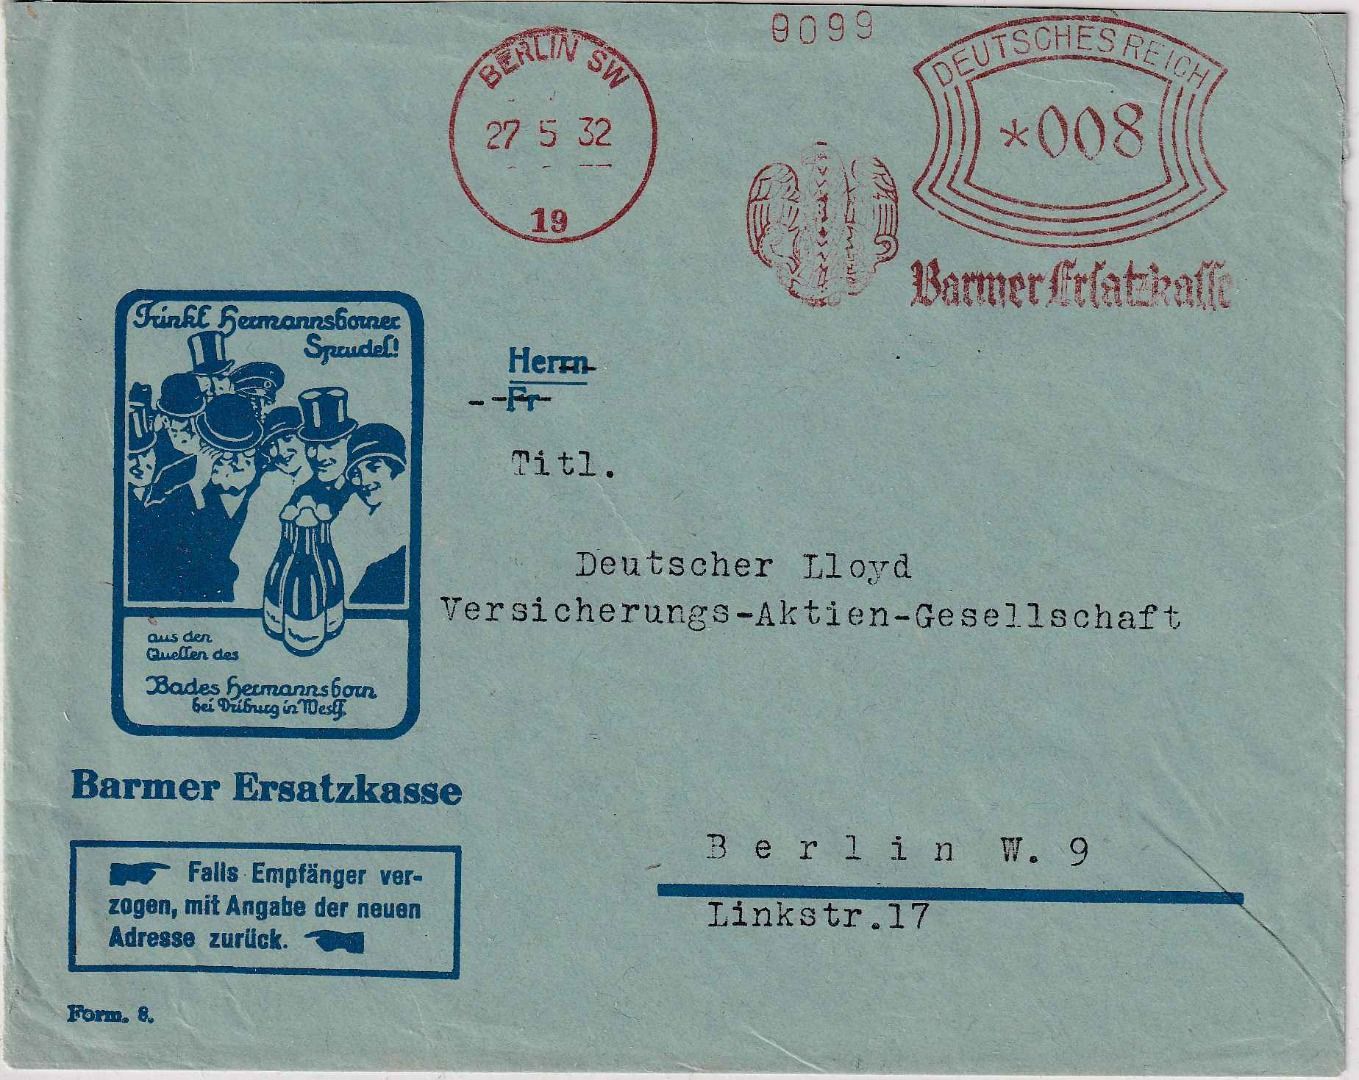 9099
BERLIN SW
27 5 32
19
DEUTSCHES REICH
*008
Barmer Ersatzkasse
Trinkt Hermannsborner
Sprudel!
aus den
Quellen des
Bades Hermannsborn
bei Driburg in Westf.
Herrn
Fr
Titl.
Deutscher Lloyd
Versicherungs-Aktien-Gesellschaft
Barmer Ersatzkasse
Falls Empfänger ver-
zogen, mit Angabe der neuen
Adresse zurück.
Form. 8.
Berlin W. 9
Linkstr.17